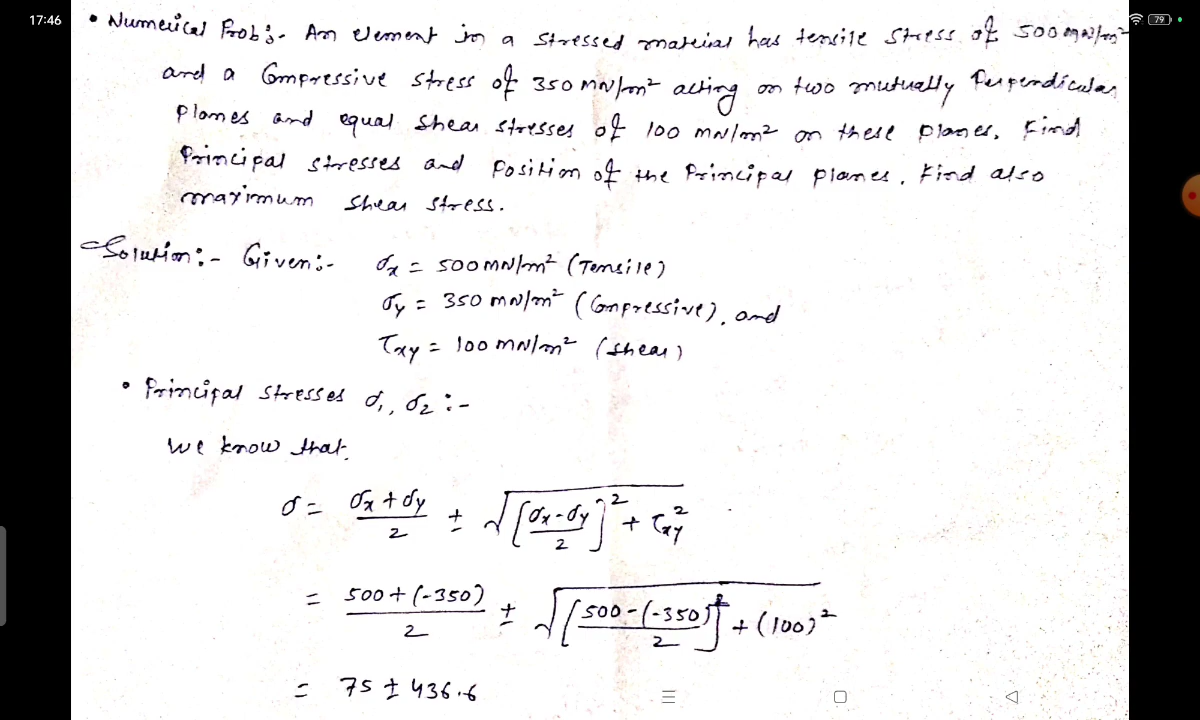 17:46
79
• Numerical Prob:- An element in a stressed material has tensile stress of 500 MN/m²
and a Compressive stress of 350 MN/m² acting on two mutually Perpendicular
Planes and equal shear stresses of 100 MN/m² on these planes. Find
Principal stresses and Position of the Principal planes. Find also
maximum shear stress.
Solution:- Given:- σx = 500 MN/m² (Tensile)
σy = 350 MN/m² (Compressive), and
τxy = 100 MN/m² (shear)
• Principal stresses σ1, σ2 :-
We know that,
σ = (σx + σy)/2 ± √([(σx - σy)/2]² + τxy²)
= (500 + (-350))/2 ± √([(500 - (-350))/2]² + (100)²)
= 75 ± 436.6